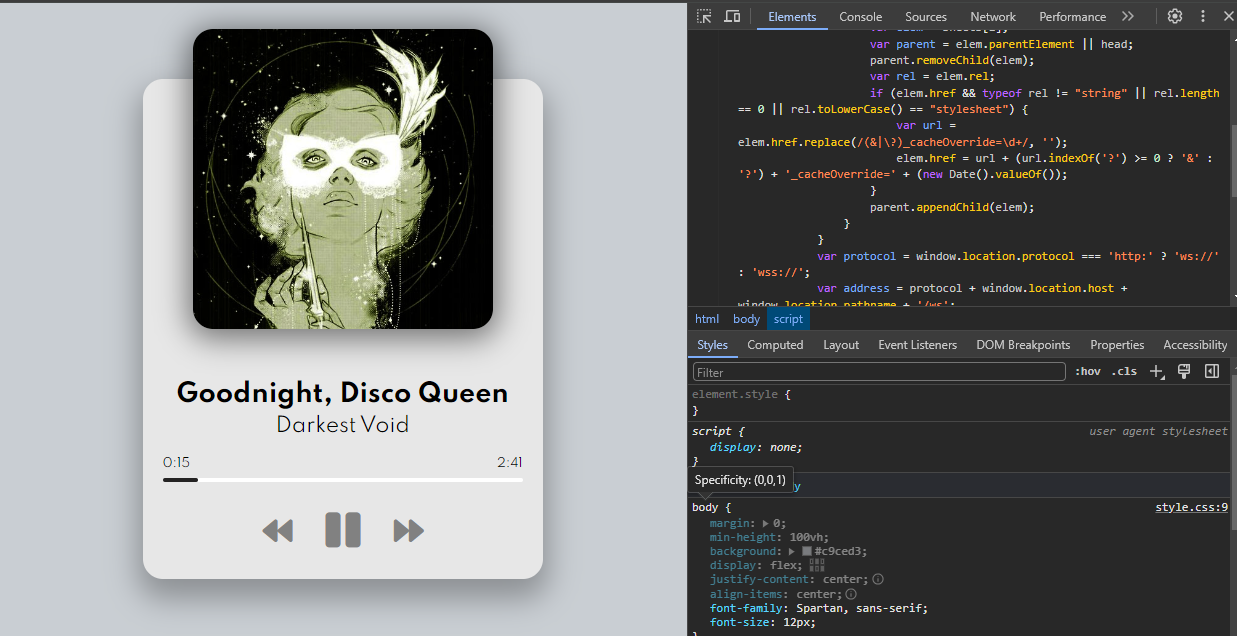 Goodnight, Disco Queen
Darkest Void
0:15 2:41
Elements Console Sources Network Performance
var parent = elem.parentElement || head;
parent.removeChild(elem);
var rel = elem.rel;
if (elem.href && typeof rel != "string" || rel.length
== 0 || rel.toLowerCase() == "stylesheet") {
var url =
elem.href.replace(/(&|\?)_cacheOverride=\d+/, '');
elem.href = url + (url.indexOf('?') >= 0 ? '&' :
'?') + '_cacheOverride=' + (new Date().valueOf());
}
parent.appendChild(elem);
}
}
var protocol = window.location.protocol === 'http:' ? 'ws://'
: 'wss://';
var address = protocol + window.location.host +
window.location.pathname + '/ws';
html body script
Styles Computed Layout Event Listeners DOM Breakpoints Properties Accessibility
Filter :hov .cls
element.style {
}
script { user agent stylesheet
display: none;
}
Specificity: (0,0,1)
body { style.css:9
margin: 0;
min-height: 100vh;
background: #c9ced3;
display: flex;
justify-content: center;
align-items: center;
font-family: Spartan, sans-serif;
font-size: 12px;
}